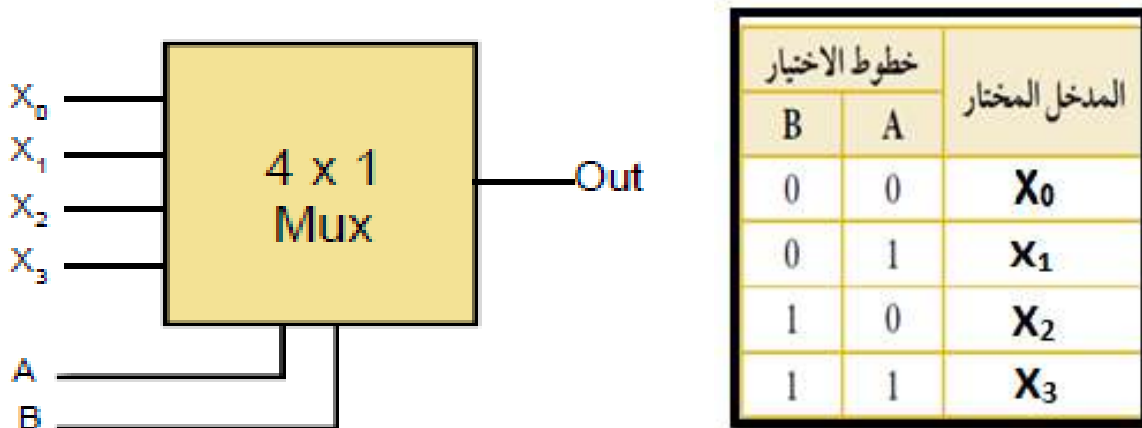 X0
X1
X2
X3
4 x 1
Mux
Out
A
B
خطوط الاختيار
المدخل المختار
B A
0 0 X0
0 1 X1
1 0 X2
1 1 X3